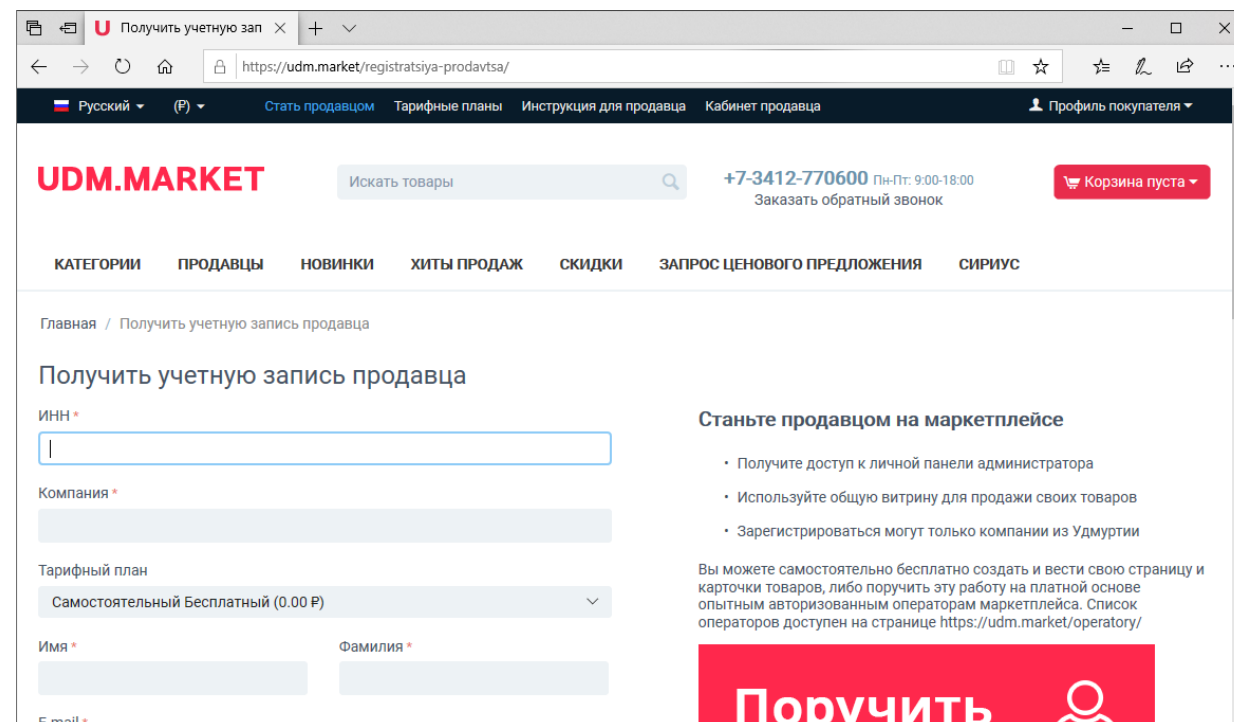 Получить учетную зап
https://udm.market/registratsiya-prodavtsa/
Русский (₽) Стать продавцом Тарифные планы Инструкция для продавца Кабинет продавца Профиль покупателя
UDM.MARKET
Искать товары
+7-3412-770600 Пн-Пт: 9:00-18:00
Заказать обратный звонок
Корзина пуста
КАТЕГОРИИ ПРОДАВЦЫ НОВИНКИ ХИТЫ ПРОДАЖ СКИДКИ ЗАПРОС ЦЕНОВОГО ПРЕДЛОЖЕНИЯ СИРИУС
Главная / Получить учетную запись продавца
Получить учетную запись продавца
ИНН *
Компания *
Тарифный план
Самостоятельный Бесплатный (0.00 ₽)
Имя * Фамилия *
E-mail *
Станьте продавцом на маркетплейсе
• Получите доступ к личной панели администратора
• Используйте общую витрину для продажи своих товаров
• Зарегистрироваться могут только компании из Удмуртии
Вы можете самостоятельно бесплатно создать и вести свою страницу и
карточки товаров, либо поручить эту работу на платной основе
опытным авторизованным операторам маркетплейса. Список
операторов доступен на странице https://udm.market/operatory/
Поручить